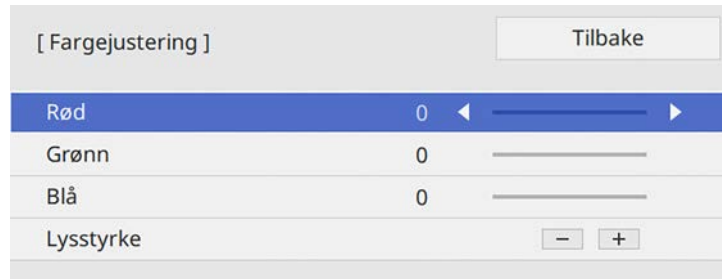 [ Fargejustering ] Tilbake
Rød 0
Grønn 0
Blå 0
Lysstyrke − +